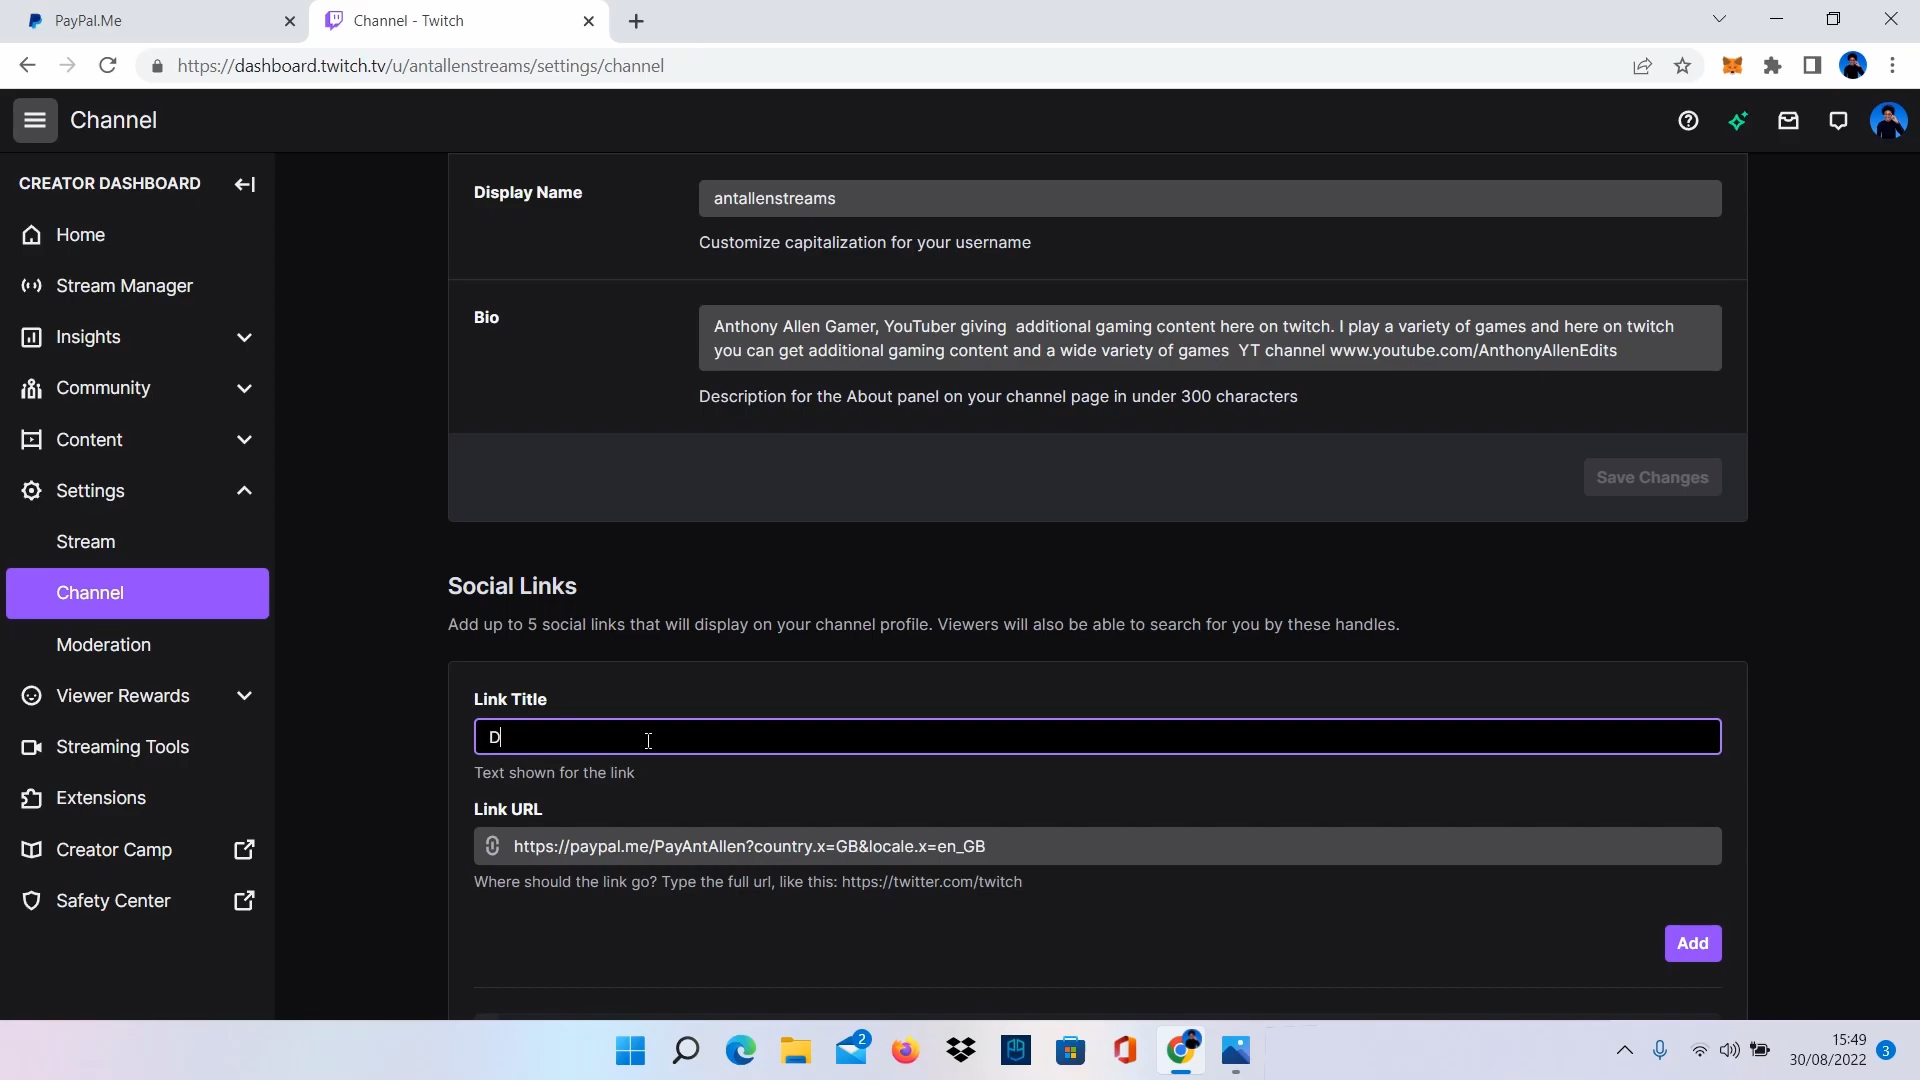 PayPal.Me
Channel - Twitch
https://dashboard.twitch.tv/u/antallenstreams/settings/channel
Channel
CREATOR DASHBOARD
Home
Stream Manager
Insights
Community
Content
Settings
Stream
Channel
Moderation
Viewer Rewards
Streaming Tools
Extensions
Creator Camp
Safety Center
Display Name
antallenstreams
Customize capitalization for your username
Bio
Anthony Allen Gamer, YouTuber giving  additional gaming content here on twitch. I play a variety of games and here on twitch
you can get additional gaming content and a wide variety of games  YT channel www.youtube.com/AnthonyAllenEdits
Description for the About panel on your channel page in under 300 characters
Save Changes
Social Links
Add up to 5 social links that will display on your channel profile. Viewers will also be able to search for you by these handles.
Link Title
D
Text shown for the link
Link URL
https://paypal.me/PayAntAllen?country.x=GB&locale.x=en_GB
Where should the link go? Type the full url, like this: https://twitter.com/twitch
Add
2
15:49
30/08/2022
3